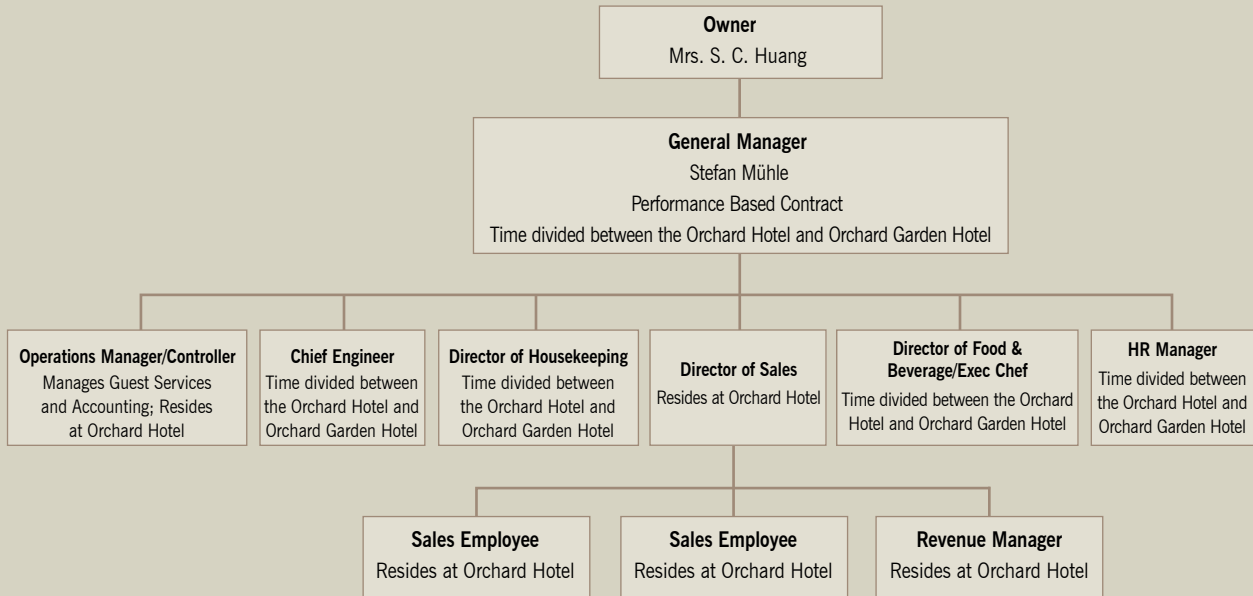 Owner
Mrs. S. C. Huang
General Manager
Stefan Mühle
Performance Based Contract
Time divided between the Orchard Hotel and Orchard Garden Hotel
Operations Manager/Controller
Manages Guest Services
and Accounting; Resides
at Orchard Hotel
Chief Engineer
Time divided between
the Orchard Hotel and
Orchard Garden Hotel
Director of Housekeeping
Time divided between
the Orchard Hotel and
Orchard Garden Hotel
Director of Sales
Resides at Orchard Hotel
Director of Food &
Beverage/Exec Chef
Time divided between the Orchard
Hotel and Orchard Garden Hotel
HR Manager
Time divided between
the Orchard Hotel and
Orchard Garden Hotel
Sales Employee
Resides at Orchard Hotel
Sales Employee
Resides at Orchard Hotel
Revenue Manager
Resides at Orchard Hotel